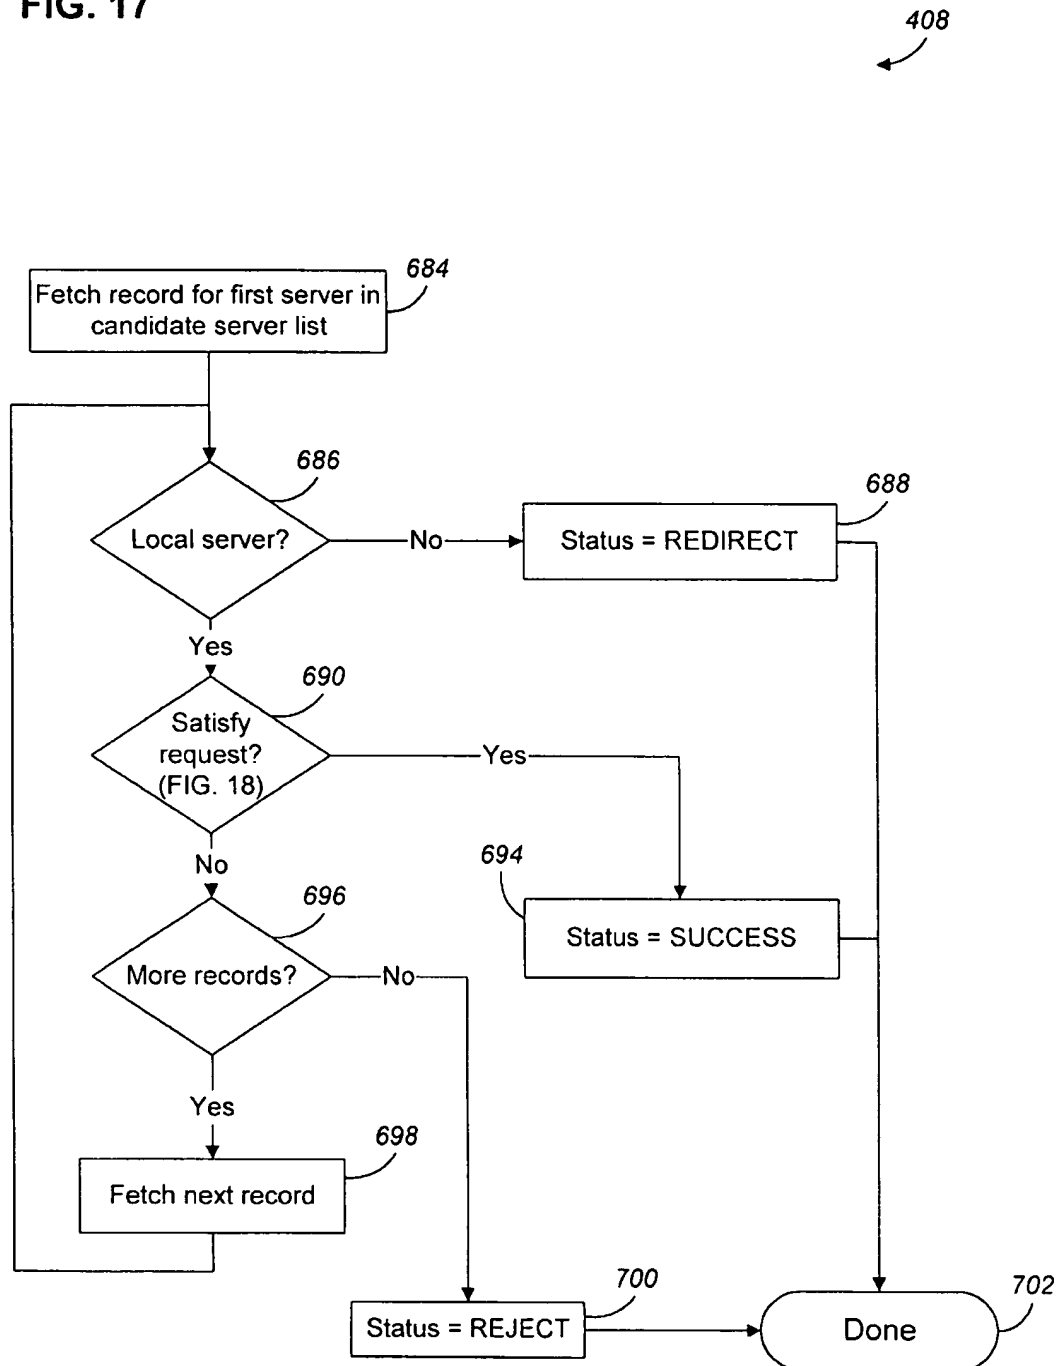 FIG. 17
408
684
Fetch record for first server in
candidate server list
686
Local server?
No
688
Status = REDIRECT
Yes
690
Satisfy
request?
(FIG. 18)
Yes
No
694
Status = SUCCESS
696
More records?
No
Yes
698
Fetch next record
700
Status = REJECT
702
Done